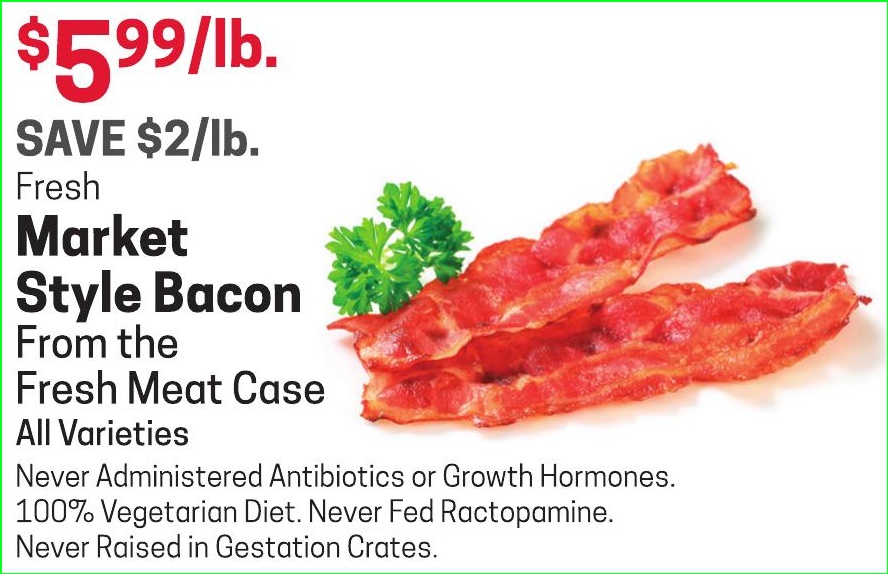 $5.99/lb.
SAVE $2/lb.
Fresh
Market
Style Bacon
From the
Fresh Meat Case
All Varieties
Never Administered Antibiotics or Growth Hormones.
100% Vegetarian Diet. Never Fed Ractopamine.
Never Raised in Gestation Crates.